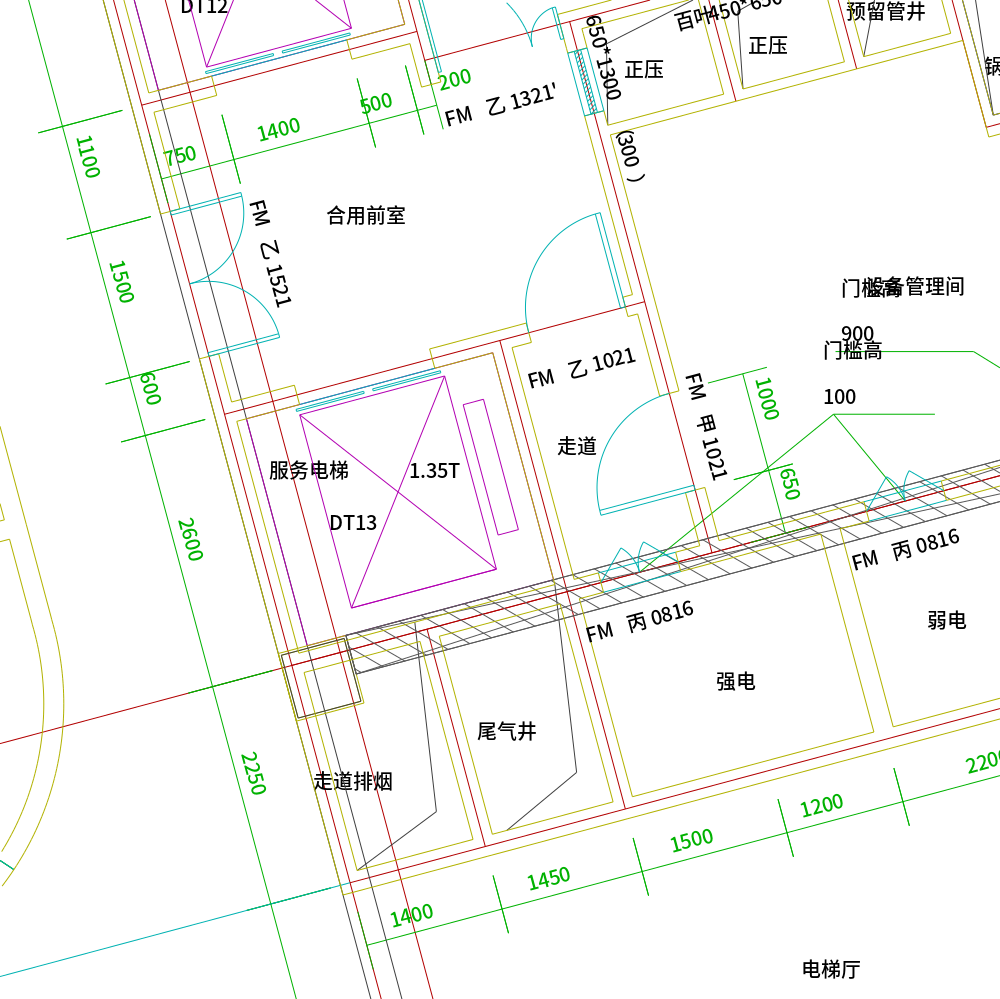 DT12
百叶450*650
预留管井
正压
正压
锅
650*1300
(300 )
200
500
1400
750
FM 乙 1321'
1100
合用前室
FM 乙 1521
1500
设备管理间
门槛高
900
门槛高
100
600
FM 乙 1021
1000
FM 甲 1021
走道
服务电梯
1.35T
DT13
650
2600
FM 丙 0816
FM 丙 0816
弱电
强电
尾气井
走道排烟
2250
2200
1200
1500
1450
1400
电梯厅